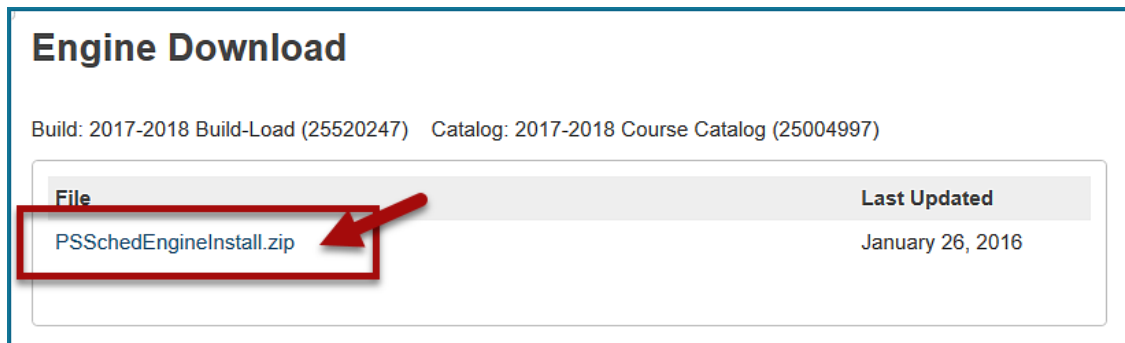 Engine Download
Build: 2017-2018 Build-Load (25520247) Catalog: 2017-2018 Course Catalog (25004997)
File Last Updated
PSSchedEngineInstall.zip January 26, 2016